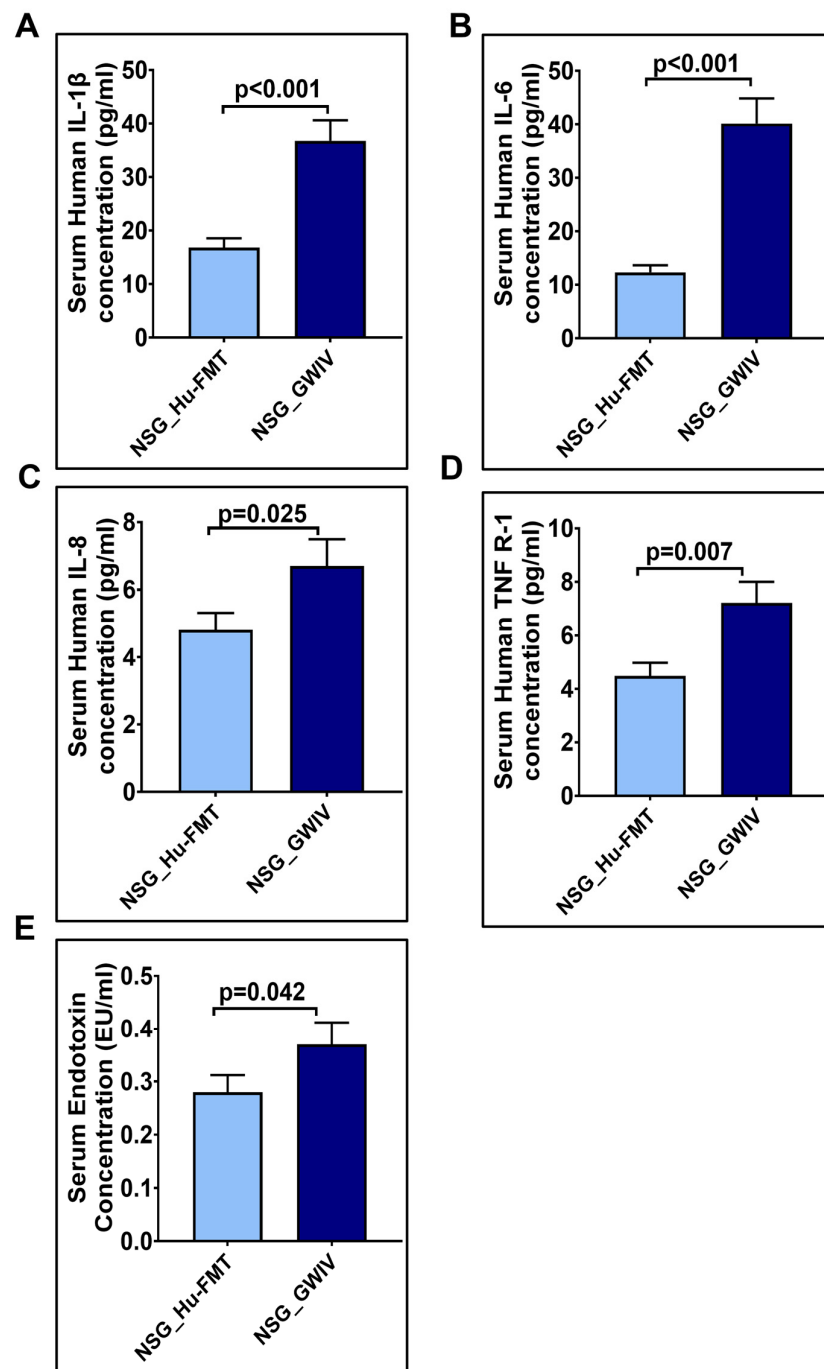 A
Serum Human IL-1β
concentration (pg/ml)
50
40
30
20
10
0
p<0.001
NSG_Hu-FMT
NSG_GWIV
B
Serum Human IL-6
concentration (pg/ml)
50
40
30
20
10
0
p<0.001
NSG_Hu-FMT
NSG_GWIV
C
Serum Human IL-8
concentration (pg/ml)
8
6
4
2
0
p=0.025
NSG_Hu-FMT
NSG_GWIV
D
Serum Human TNF R-1
concentration (pg/ml)
10
8
6
4
2
0
p=0.007
NSG_Hu-FMT
NSG_GWIV
E
Serum Endotoxin
Concentration (EU/ml)
0.5
0.4
0.3
0.2
0.1
0.0
p=0.042
NSG_Hu-FMT
NSG_GWIV